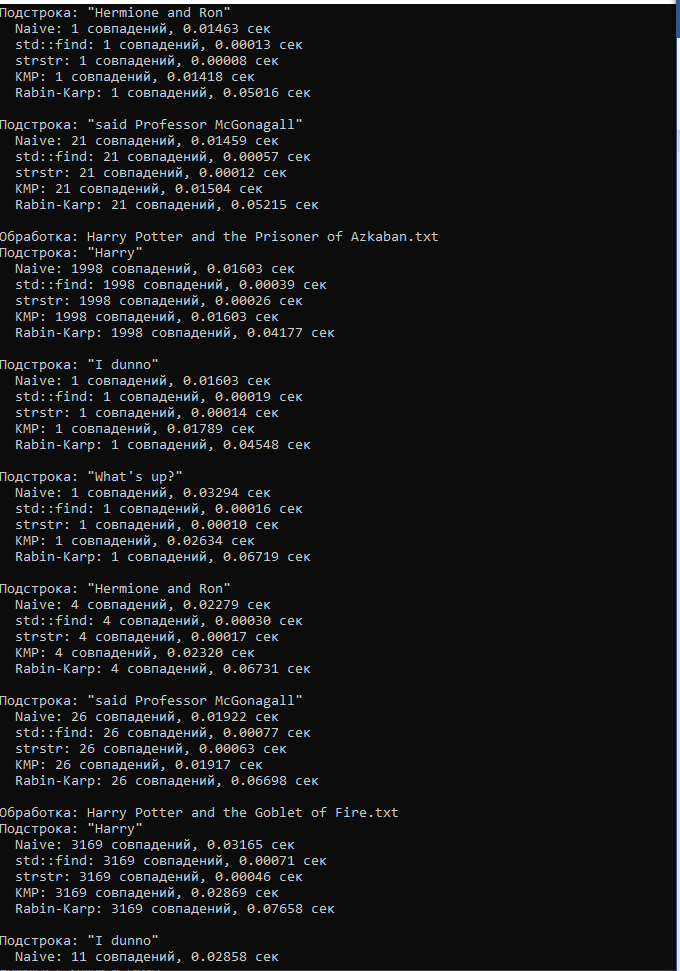 Подстрока: "Hermione and Ron"
  Naive: 1 совпадений, 0.01463 сек
  std::find: 1 совпадений, 0.00013 сек
  strstr: 1 совпадений, 0.00008 сек
  KMP: 1 совпадений, 0.01418 сек
  Rabin-Karp: 1 совпадений, 0.05016 сек

Подстрока: "said Professor McGonagall"
  Naive: 21 совпадений, 0.01459 сек
  std::find: 21 совпадений, 0.00057 сек
  strstr: 21 совпадений, 0.00012 сек
  KMP: 21 совпадений, 0.01504 сек
  Rabin-Karp: 21 совпадений, 0.05215 сек

Обработка: Harry Potter and the Prisoner of Azkaban.txt
Подстрока: "Harry"
  Naive: 1998 совпадений, 0.01603 сек
  std::find: 1998 совпадений, 0.00039 сек
  strstr: 1998 совпадений, 0.00026 сек
  KMP: 1998 совпадений, 0.01603 сек
  Rabin-Karp: 1998 совпадений, 0.04177 сек

Подстрока: "I dunno"
  Naive: 1 совпадений, 0.01603 сек
  std::find: 1 совпадений, 0.00019 сек
  strstr: 1 совпадений, 0.00014 сек
  KMP: 1 совпадений, 0.01789 сек
  Rabin-Karp: 1 совпадений, 0.04548 сек

Подстрока: "What's up?"
  Naive: 1 совпадений, 0.03294 сек
  std::find: 1 совпадений, 0.00016 сек
  strstr: 1 совпадений, 0.00010 сек
  KMP: 1 совпадений, 0.02634 сек
  Rabin-Karp: 1 совпадений, 0.06719 сек

Подстрока: "Hermione and Ron"
  Naive: 4 совпадений, 0.02279 сек
  std::find: 4 совпадений, 0.00030 сек
  strstr: 4 совпадений, 0.00017 сек
  KMP: 4 совпадений, 0.02320 сек
  Rabin-Karp: 4 совпадений, 0.06731 сек

Подстрока: "said Professor McGonagall"
  Naive: 26 совпадений, 0.01922 сек
  std::find: 26 совпадений, 0.00077 сек
  strstr: 26 совпадений, 0.00063 сек
  KMP: 26 совпадений, 0.01917 сек
  Rabin-Karp: 26 совпадений, 0.06698 сек

Обработка: Harry Potter and the Goblet of Fire.txt
Подстрока: "Harry"
  Naive: 3169 совпадений, 0.03165 сек
  std::find: 3169 совпадений, 0.00071 сек
  strstr: 3169 совпадений, 0.00046 сек
  KMP: 3169 совпадений, 0.02869 сек
  Rabin-Karp: 3169 совпадений, 0.07658 сек

Подстрока: "I dunno"
  Naive: 11 совпадений, 0.02858 сек